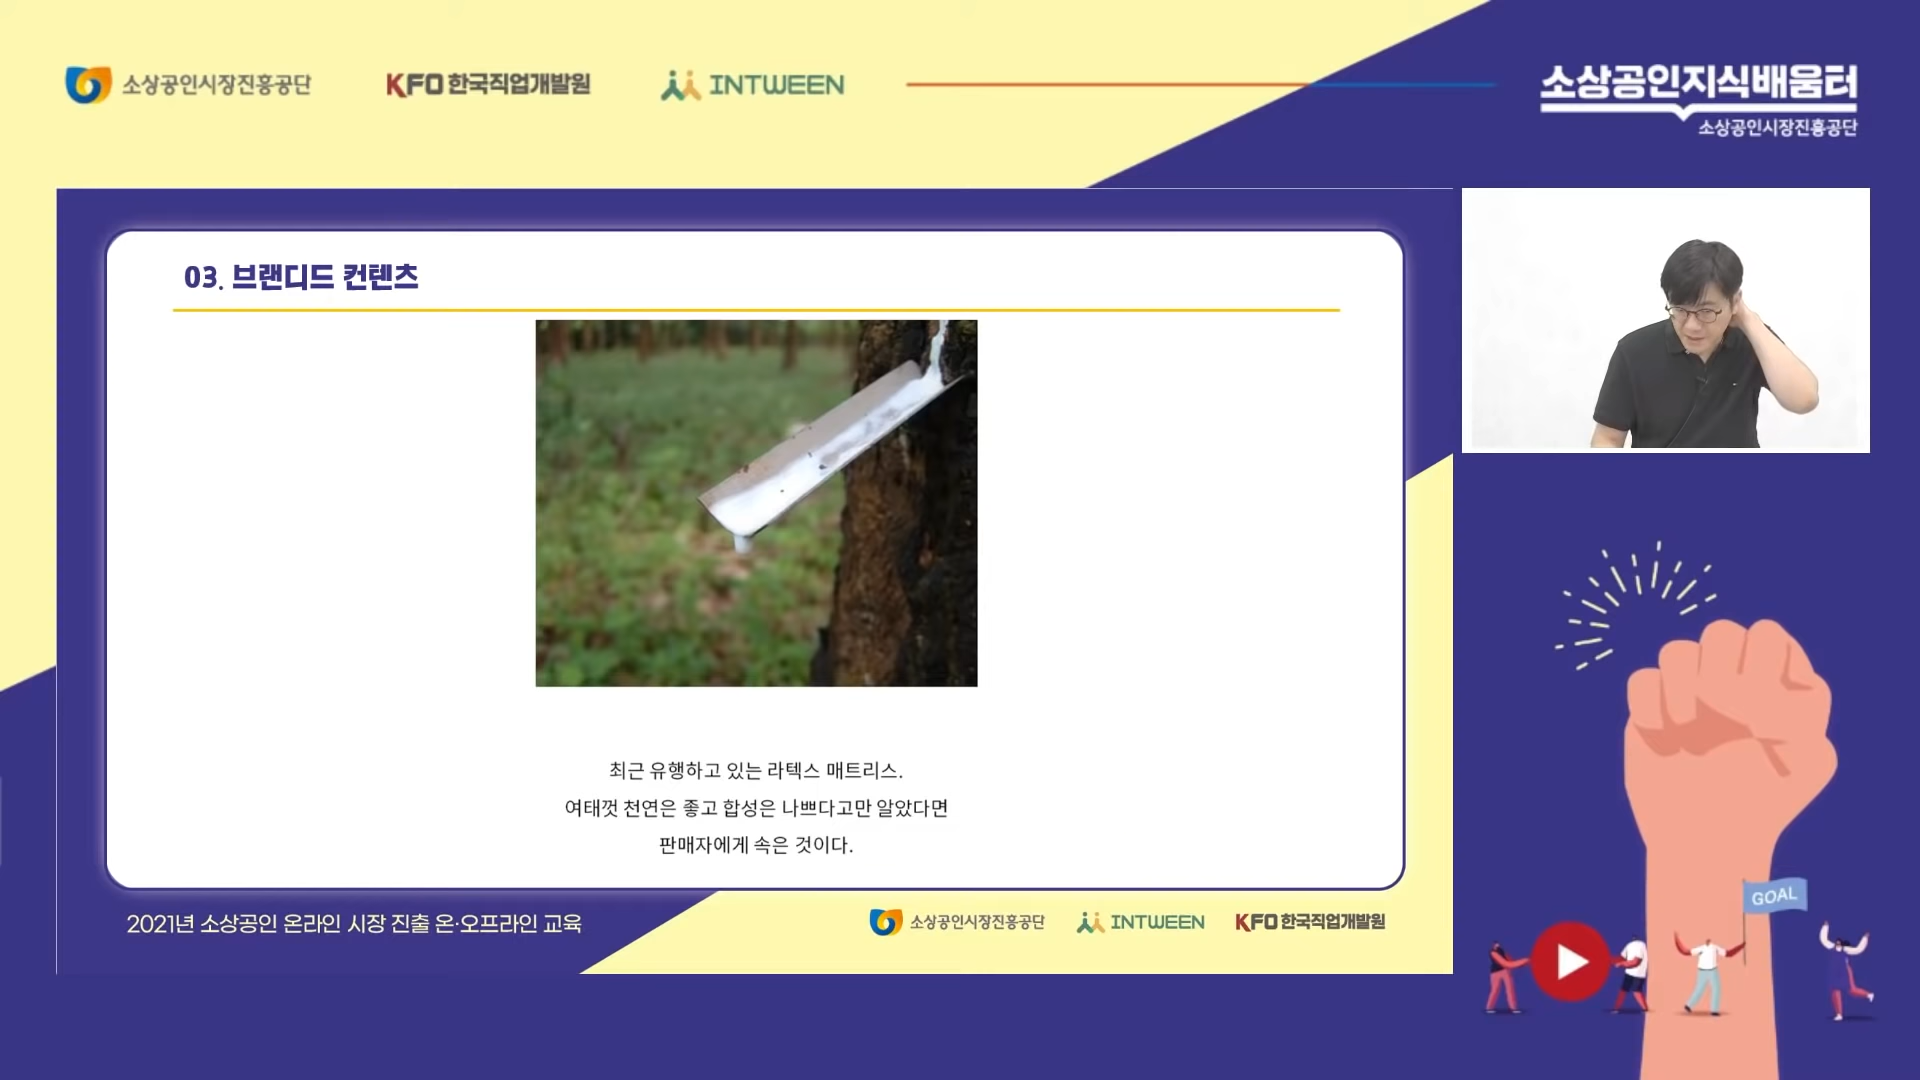 소상공인시장진흥공단
KFO 한국직업개발원
INTWEEN
소상공인지식배움터
소상공인시장진흥공단
03. 브랜디드 컨텐츠
최근 유행하고 있는 라텍스 매트리스.
여태껏 천연은 좋고 합성은 나쁘다고만 알았다면
판매자에게 속은 것이다.
2021년 소상공인 온라인 시장 진출 온·오프라인 교육
소상공인시장진흥공단
INTWEEN
KFO 한국직업개발원
GOAL